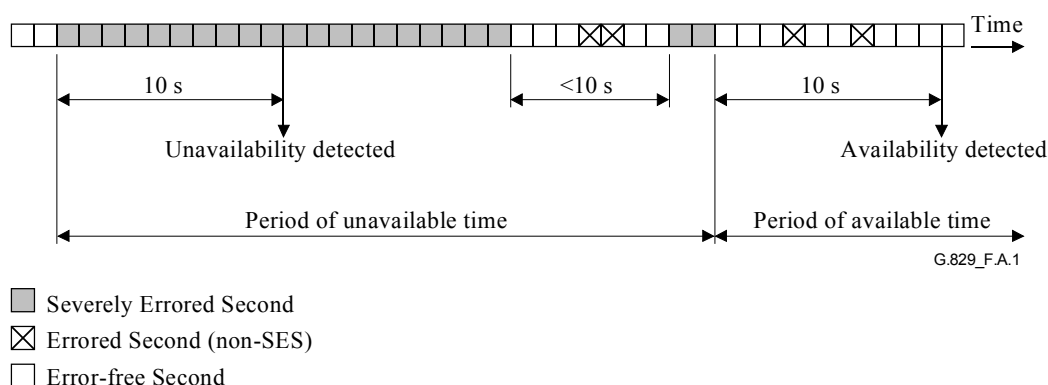 Time
10 s
<10 s
10 s
Unavailability detected
Availability detected
Period of unavailable time
Period of available time
G.829_F.A.1
Severely Errored Second
Errored Second (non-SES)
Error-free Second